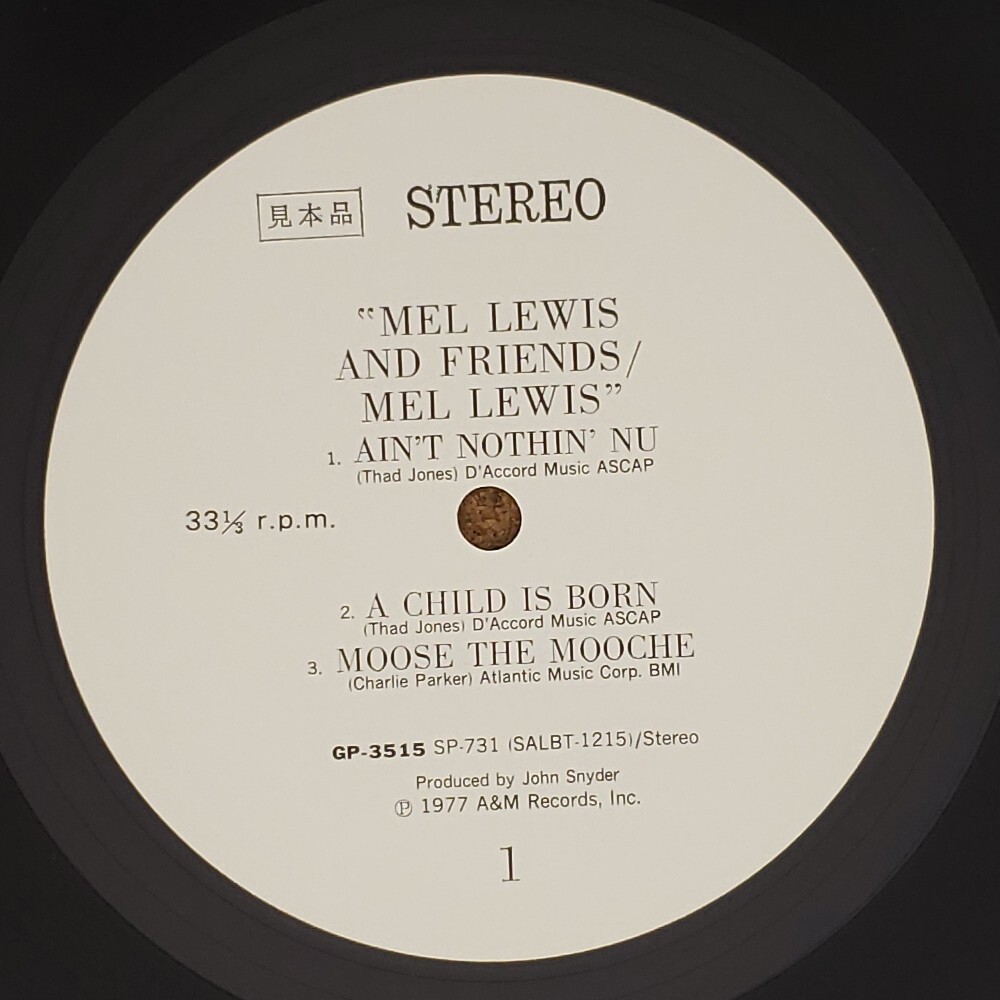 見本品 STEREO
“MEL LEWIS
AND FRIENDS/
MEL LEWIS”
1. AIN'T NOTHIN' NU
(Thad Jones) D'Accord Music ASCAP
33⅓ r.p.m.
2. A CHILD IS BORN
(Thad Jones) D'Accord Music ASCAP
3. MOOSE THE MOOCHE
(Charlie Parker) Atlantic Music Corp. BMI
GP-3515 SP-731 (SALBT-1215)/Stereo
Produced by John Snyder
Ⓟ 1977 A&M Records, Inc.
1